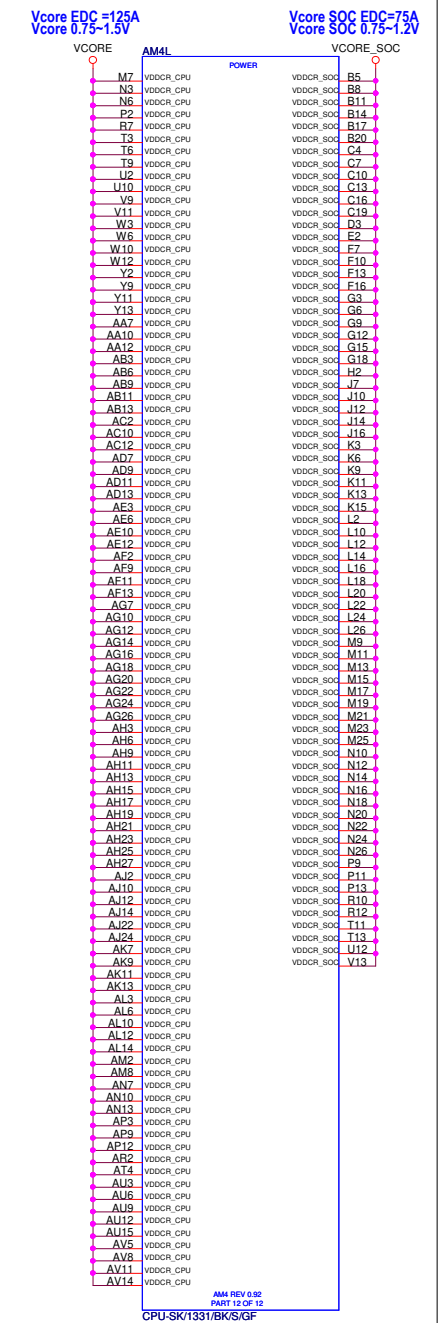 Vcore EDC =125A Vcore SOC EDC=75A
Vcore 0.75~1.5V Vcore SOC 0.75~1.2V
VCORE AM4L VCORE_SOC
POWER
M7 VDDCR_CPU VDDCR_SOC B5
N3 VDDCR_CPU VDDCR_SOC B8
N6 VDDCR_CPU VDDCR_SOC B11
P2 VDDCR_CPU VDDCR_SOC B14
R7 VDDCR_CPU VDDCR_SOC B17
T3 VDDCR_CPU VDDCR_SOC B20
T6 VDDCR_CPU VDDCR_SOC C4
T9 VDDCR_CPU VDDCR_SOC C7
U2 VDDCR_CPU VDDCR_SOC C10
U10 VDDCR_CPU VDDCR_SOC C13
V9 VDDCR_CPU VDDCR_SOC C16
V11 VDDCR_CPU VDDCR_SOC C19
W3 VDDCR_CPU VDDCR_SOC D3
W6 VDDCR_CPU VDDCR_SOC E2
W10 VDDCR_CPU VDDCR_SOC F7
W12 VDDCR_CPU VDDCR_SOC F10
Y2 VDDCR_CPU VDDCR_SOC F13
Y9 VDDCR_CPU VDDCR_SOC F16
Y11 VDDCR_CPU VDDCR_SOC G3
Y13 VDDCR_CPU VDDCR_SOC G6
AA7 VDDCR_CPU VDDCR_SOC G9
AA10 VDDCR_CPU VDDCR_SOC G12
AA12 VDDCR_CPU VDDCR_SOC G15
AB3 VDDCR_CPU VDDCR_SOC G18
AB6 VDDCR_CPU VDDCR_SOC H2
AB9 VDDCR_CPU VDDCR_SOC J7
AB11 VDDCR_CPU VDDCR_SOC J10
AB13 VDDCR_CPU VDDCR_SOC J12
AC2 VDDCR_CPU VDDCR_SOC J14
AC10 VDDCR_CPU VDDCR_SOC J16
AC12 VDDCR_CPU VDDCR_SOC K3
AD7 VDDCR_CPU VDDCR_SOC K6
AD9 VDDCR_CPU VDDCR_SOC K9
AD11 VDDCR_CPU VDDCR_SOC K11
AD13 VDDCR_CPU VDDCR_SOC K13
AE3 VDDCR_CPU VDDCR_SOC K15
AE6 VDDCR_CPU VDDCR_SOC L2
AE10 VDDCR_CPU VDDCR_SOC L10
AE12 VDDCR_CPU VDDCR_SOC L12
AF2 VDDCR_CPU VDDCR_SOC L14
AF9 VDDCR_CPU VDDCR_SOC L16
AF11 VDDCR_CPU VDDCR_SOC L18
AF13 VDDCR_CPU VDDCR_SOC L20
AG7 VDDCR_CPU VDDCR_SOC L22
AG10 VDDCR_CPU VDDCR_SOC L24
AG12 VDDCR_CPU VDDCR_SOC L26
AG14 VDDCR_CPU VDDCR_SOC M9
AG16 VDDCR_CPU VDDCR_SOC M11
AG18 VDDCR_CPU VDDCR_SOC M13
AG20 VDDCR_CPU VDDCR_SOC M15
AG22 VDDCR_CPU VDDCR_SOC M17
AG24 VDDCR_CPU VDDCR_SOC M19
AG26 VDDCR_CPU VDDCR_SOC M21
AH3 VDDCR_CPU VDDCR_SOC M23
AH6 VDDCR_CPU VDDCR_SOC M25
AH9 VDDCR_CPU VDDCR_SOC N10
AH11 VDDCR_CPU VDDCR_SOC N12
AH13 VDDCR_CPU VDDCR_SOC N14
AH15 VDDCR_CPU VDDCR_SOC N16
AH17 VDDCR_CPU VDDCR_SOC N18
AH19 VDDCR_CPU VDDCR_SOC N20
AH21 VDDCR_CPU VDDCR_SOC N22
AH23 VDDCR_CPU VDDCR_SOC N24
AH25 VDDCR_CPU VDDCR_SOC N26
AH27 VDDCR_CPU VDDCR_SOC P9
AJ2 VDDCR_CPU VDDCR_SOC P11
AJ10 VDDCR_CPU VDDCR_SOC P13
AJ12 VDDCR_CPU VDDCR_SOC R10
AJ14 VDDCR_CPU VDDCR_SOC R12
AJ22 VDDCR_CPU VDDCR_SOC T11
AJ24 VDDCR_CPU VDDCR_SOC T13
AK7 VDDCR_CPU VDDCR_SOC U12
AK9 VDDCR_CPU VDDCR_SOC V13
AK11 VDDCR_CPU
AK13 VDDCR_CPU
AL3 VDDCR_CPU
AL6 VDDCR_CPU
AL10 VDDCR_CPU
AL12 VDDCR_CPU
AL14 VDDCR_CPU
AM2 VDDCR_CPU
AM8 VDDCR_CPU
AN7 VDDCR_CPU
AN10 VDDCR_CPU
AN13 VDDCR_CPU
AP3 VDDCR_CPU
AP9 VDDCR_CPU
AP12 VDDCR_CPU
AR2 VDDCR_CPU
AT4 VDDCR_CPU
AU3 VDDCR_CPU
AU6 VDDCR_CPU
AU9 VDDCR_CPU
AU12 VDDCR_CPU
AU15 VDDCR_CPU
AV5 VDDCR_CPU
AV8 VDDCR_CPU
AV11 VDDCR_CPU
AV14 VDDCR_CPU
AM4 REV 0.92
PART 12 OF 12
CPU-SK/1331/BK/S/GF